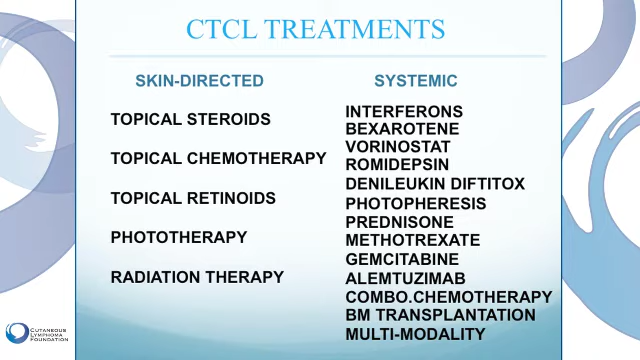 CTCL TREATMENTS
SKIN-DIRECTED
TOPICAL STEROIDS
TOPICAL CHEMOTHERAPY
TOPICAL RETINOIDS
PHOTOTHERAPY
RADIATION THERAPY
SYSTEMIC
INTERFERONS
BEXAROTENE
VORINOSTAT
ROMIDEPSIN
DENILEUKIN DIFTITOX
PHOTOPHERESIS
PREDNISONE
METHOTREXATE
GEMCITABINE
ALEMTUZIMAB
COMBO.CHEMOTHERAPY
BM TRANSPLANTATION
MULTI-MODALITY
CUTANEOUS
LYMPHOMA
FOUNDATION